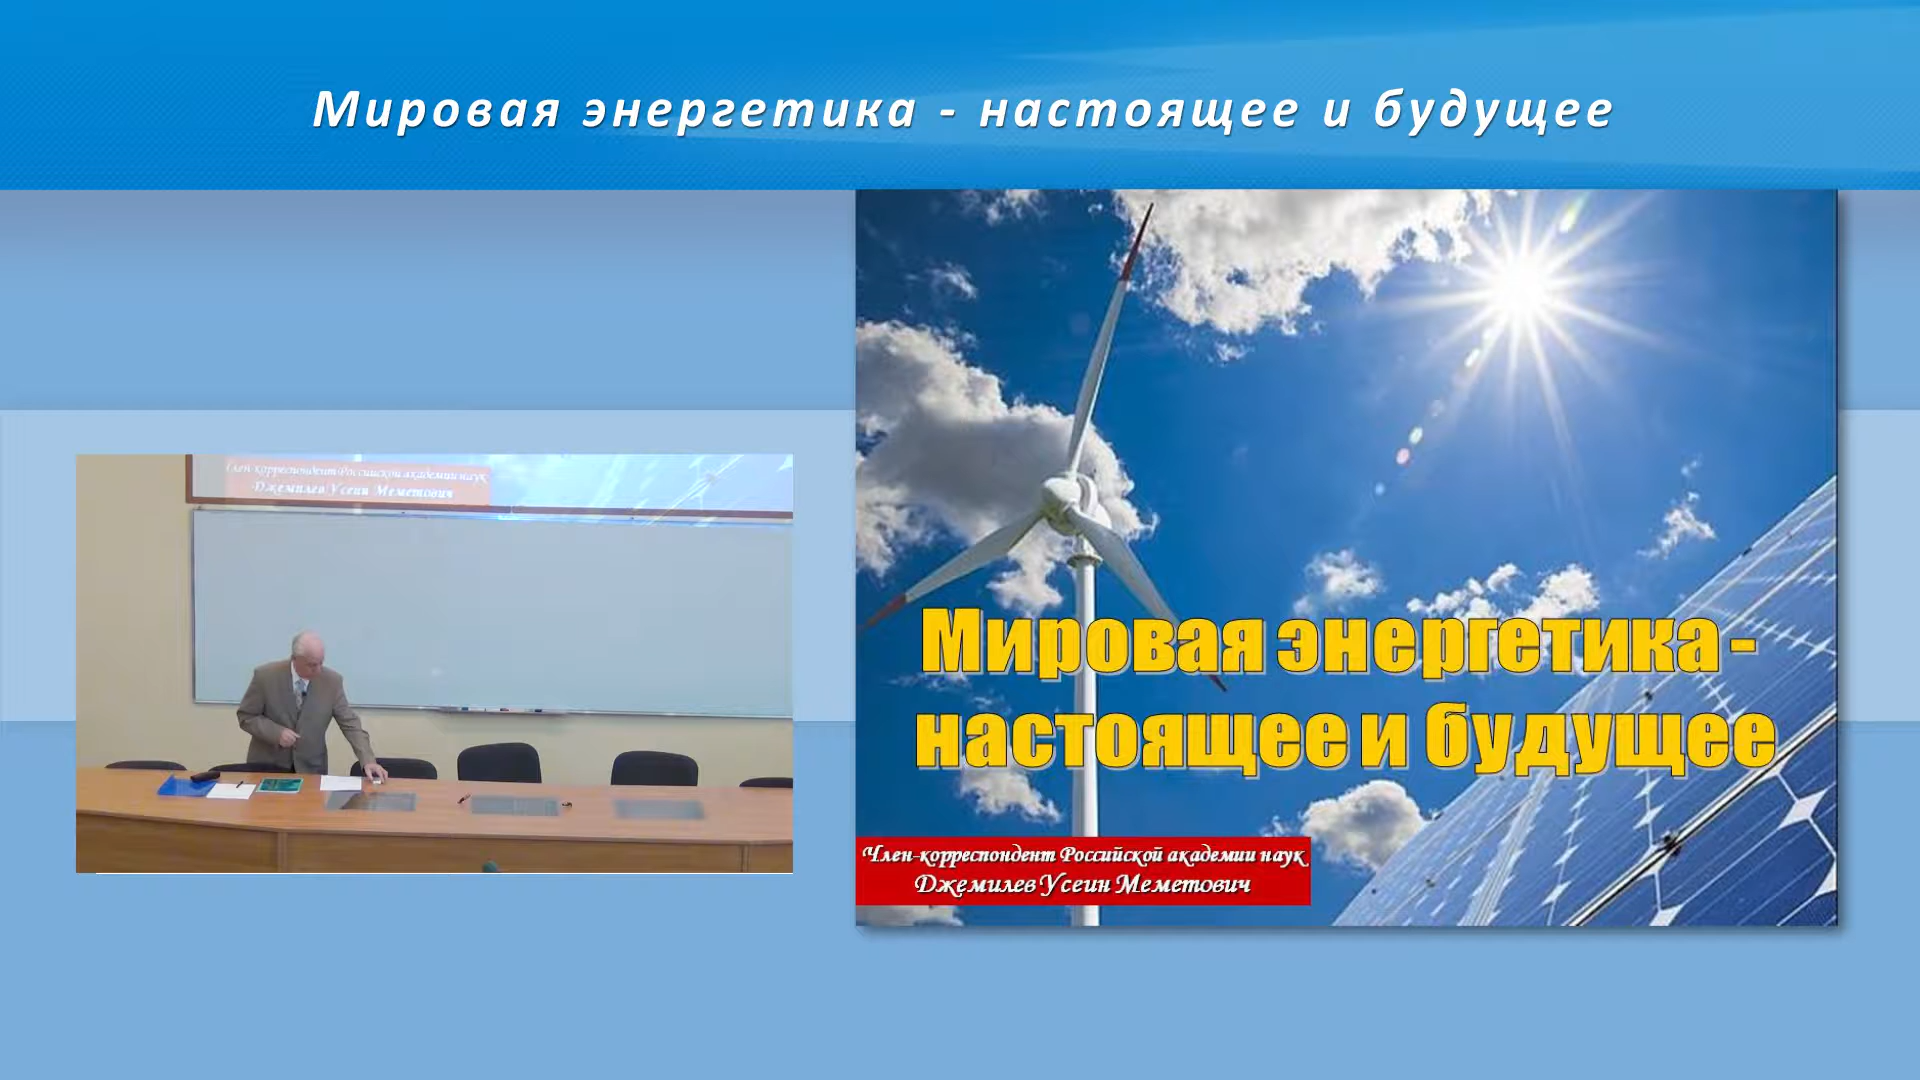 Мировая энергетика - настоящее и будущее
Член-корреспондент Российской академии наук
Джемилев Усеин Меметович
Мировая энергетика -
настоящее и будущее
Член-корреспондент Российской академии наук
Джемилев Усеин Меметович